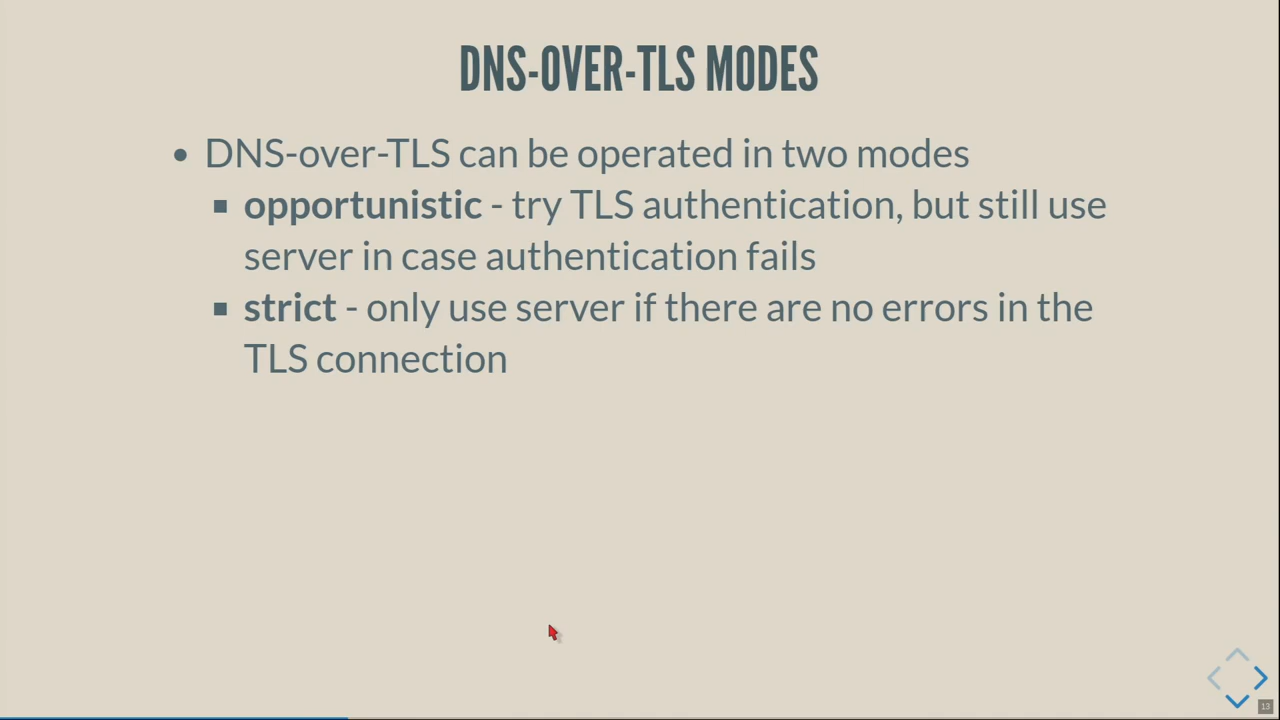 DNS-OVER-TLS MODES
• DNS-over-TLS can be operated in two modes
▪ opportunistic - try TLS authentication, but still use
server in case authentication fails
▪ strict - only use server if there are no errors in the
TLS connection
13